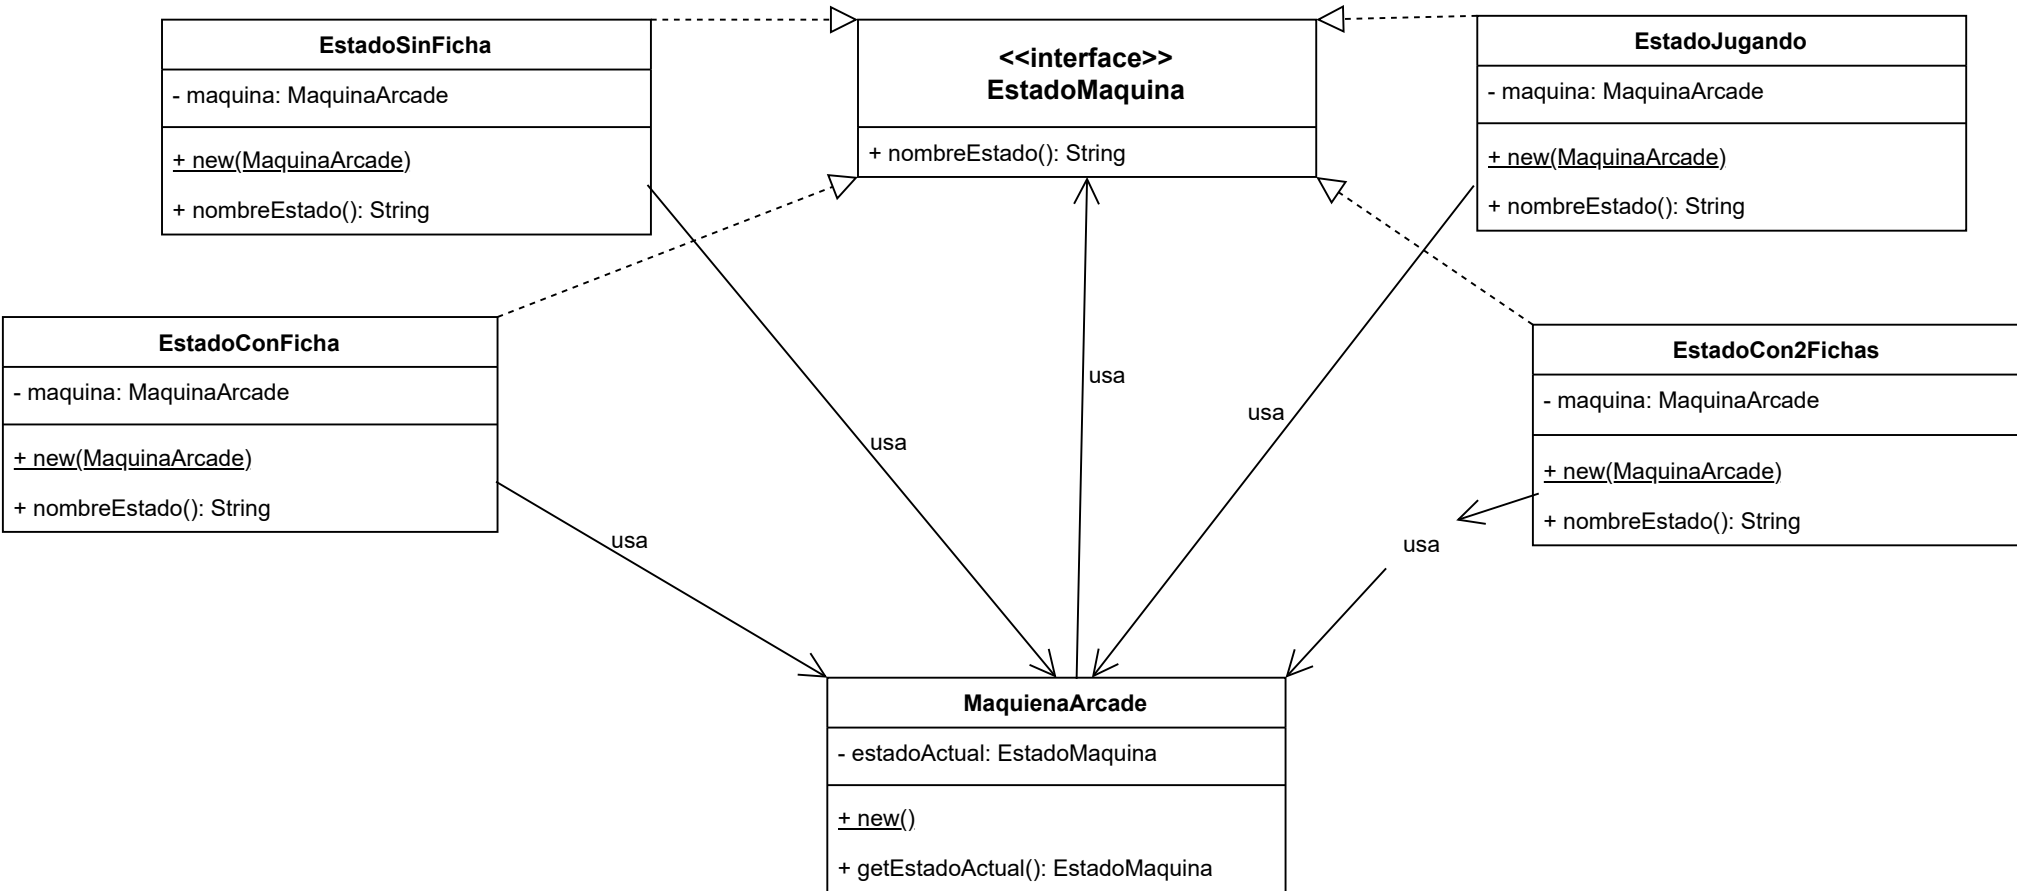 EstadoSinFicha
- maquina: MaquinaArcade
+ new(MaquinaArcade)
+ nombreEstado(): String
<<interface>>
EstadoMaquina
+ nombreEstado(): String
EstadoJugando
- maquina: MaquinaArcade
+ new(MaquinaArcade)
+ nombreEstado(): String
EstadoConFicha
- maquina: MaquinaArcade
+ new(MaquinaArcade)
+ nombreEstado(): String
EstadoCon2Fichas
- maquina: MaquinaArcade
+ new(MaquinaArcade)
+ nombreEstado(): String
usa
usa
usa
usa
usa
MaquienaArcade
- estadoActual: EstadoMaquina
+ new()
+ getEstadoActual(): EstadoMaquina